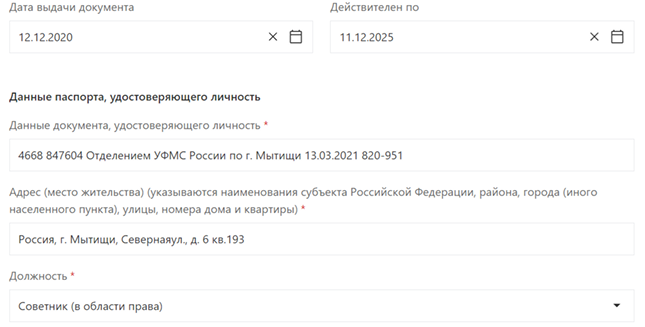 Дата выдачи документа Действителен по
12.12.2020 11.12.2025
Данные паспорта, удостоверяющего личность
Данные документа, удостоверяющего личность *
4668 847604 Отделением УФМС России по г. Мытищи 13.03.2021 820-951
Адрес (место жительства) (указываются наименования субъекта Российской Федерации, района, города (иного
населенного пункта), улицы, номера дома и квартиры) *
Россия, г. Мытищи, Севернаяул., д. 6 кв.193
Должность *
Советник (в области права)